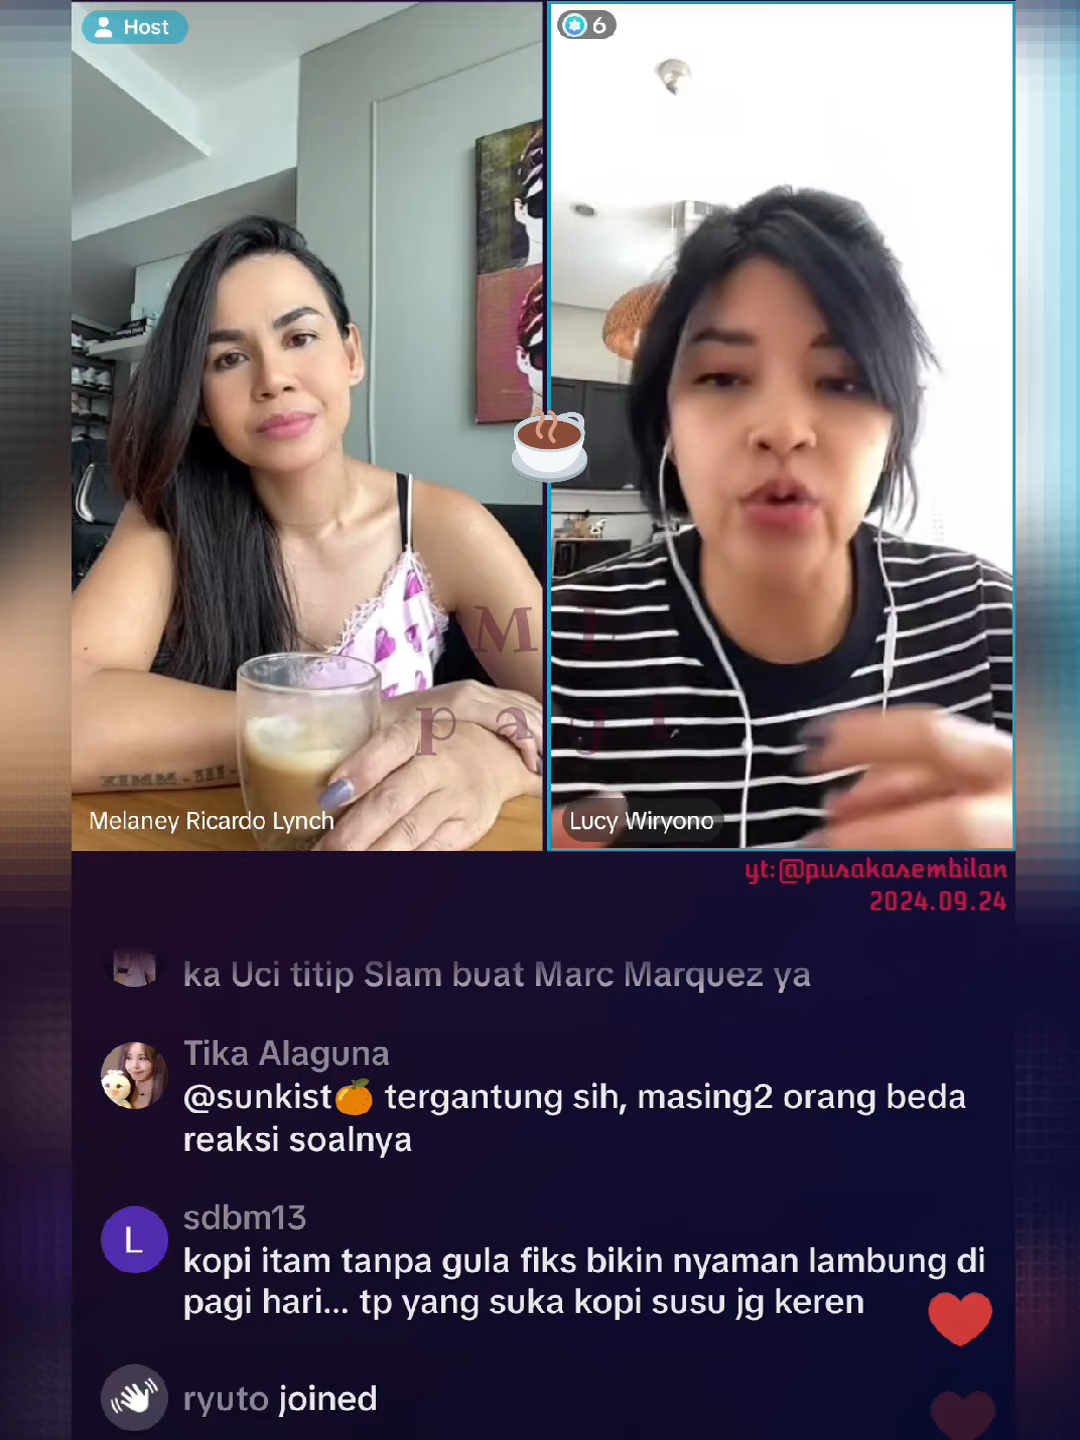 Host
6
M L
pagi
Melaney Ricardo Lynch
Lucy Wiryono
yt:@pusakasembilan
2024.09.24
ka Uci titip Slam buat Marc Marquez ya
Tika Alaguna
@sunkist🍊 tergantung sih, masing2 orang beda
reaksi soalnya
L
sdbm13
kopi itam tanpa gula fiks bikin nyaman lambung di
pagi hari... tp yang suka kopi susu jg keren
ryuto joined